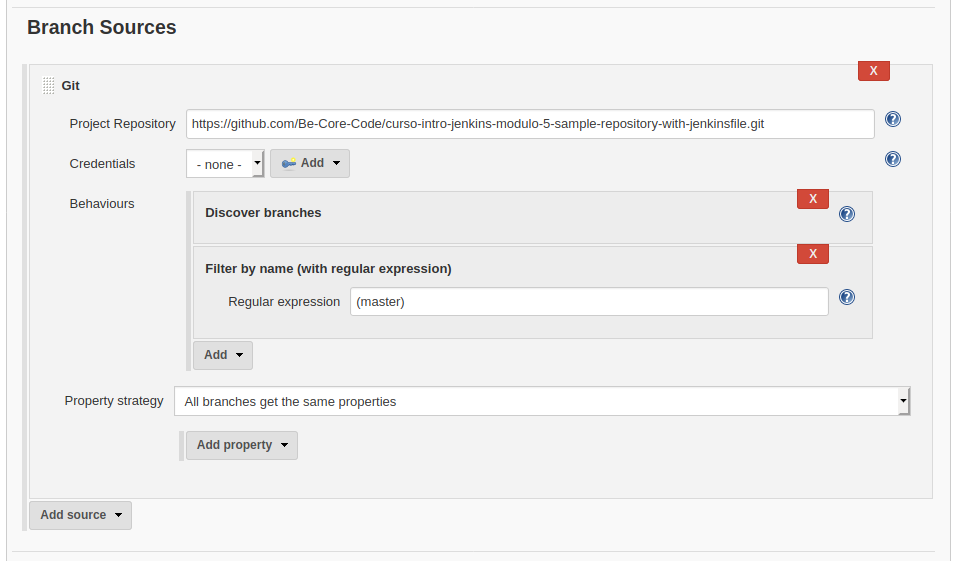 Branch Sources
X
Git
Project Repository https://github.com/Be-Core-Code/curso-intro-jenkins-modulo-5-sample-repository-with-jenkinsfile.git ?
Credentials - none - Add ?
Behaviours
X
Discover branches ?
X
Filter by name (with regular expression)
Regular expression (master) ?
Add
Property strategy All branches get the same properties
Add property
Add source